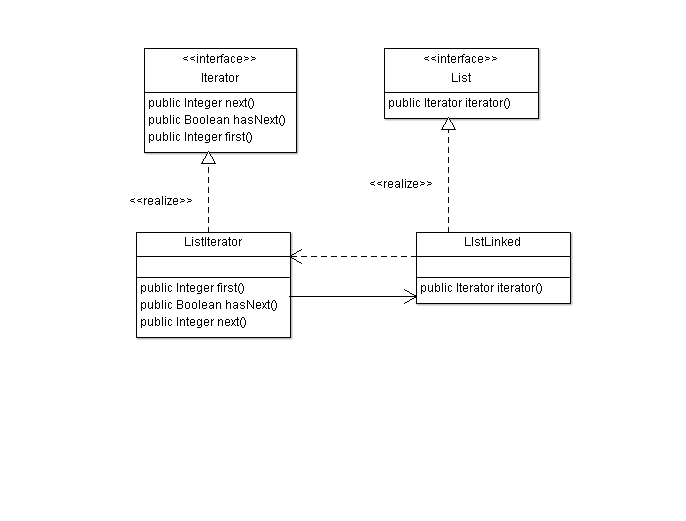 <<interface>>
Iterator
public Integer next()
public Boolean hasNext()
public Integer first()
<<interface>>
List
public Iterator iterator()
<<realize>>
<<realize>>
ListIterator
public Integer first()
public Boolean hasNext()
public Integer next()
LIstLinked
public Iterator iterator()